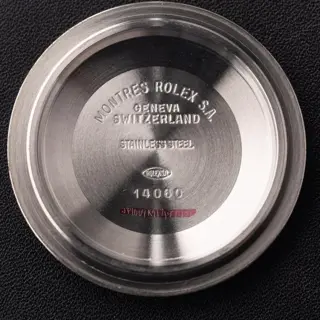 MONTRES ROLEX S.A.
GENEVA
SWITZERLAND
STAINLESS STEEL
14060